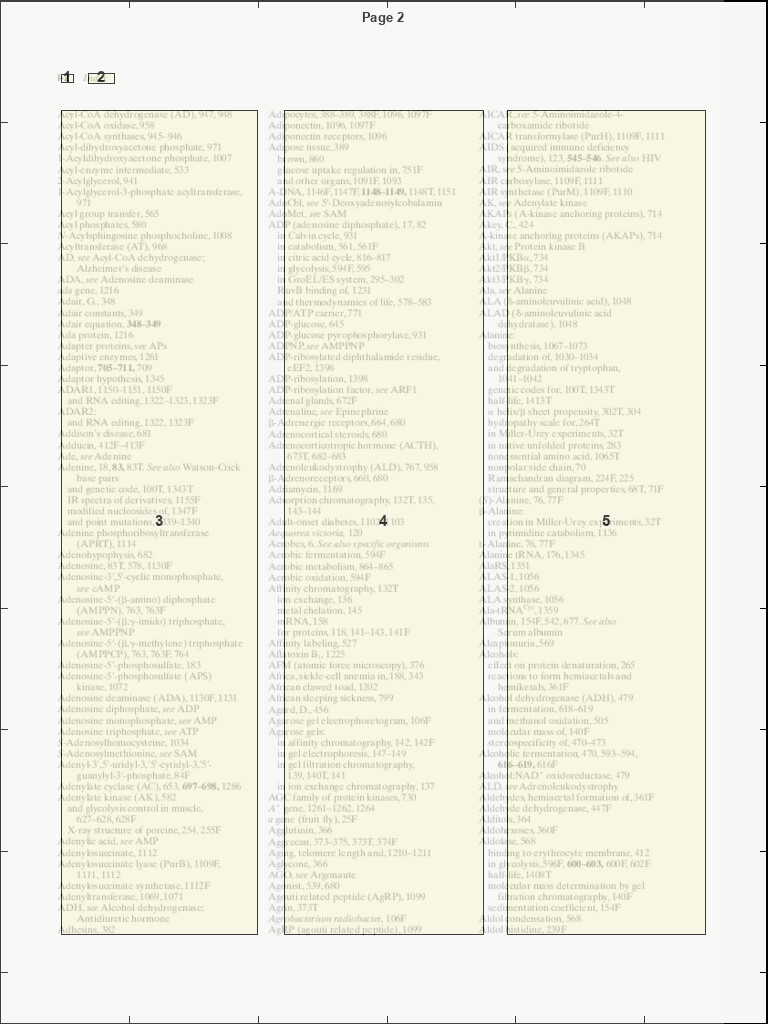 Page 2
1 2
Acyl-CoA dehydrogenase (AD), 947, 948
Acyl-CoA oxidase, 958
Acyl-CoA synthases, 945–946
Acyl-dihydroxyacetone phosphate, 971
1-Acyldihydroxyacetone phosphate, 1007
Acyl-enzyme intermediate, 533
2-Acylglycerol, 941
1-Acylglycerol-3-phosphate acyltransferase,
971
Acyl group transfer, 565
Acyl phosphates, 580
N-Acylsphingosine phosphocholine, 1008
Acyltransferase (AT), 968
AD, see Acyl-CoA dehydrogenase;
Alzheimer's disease
ADA, see Adenosine deaminase
ada gene, 1216
Adair, G., 348
Adair constants, 349
Adair equation, 348–349
Ada protein, 1216
Adapter proteins, see APs
Adaptive enzymes, 1261
Adaptor, 705–711, 709
Adaptor hypothesis, 1345
ADAR1, 1150–1151, 1150F
and RNA editing, 1322–1323, 1323F
ADAR2:
and RNA editing, 1322, 1323F
Addison's disease, 681
Adducin, 412F–413F
Ade, see Adenine
Adenine, 18, 83, 83T. See also Watson-Crick
base pairs
and genetic code, 100T, 1343T
IR spectra of derivatives, 1155F
modified nucleosides of, 1347F
and point mutations, 1339–1340
3
Adenine phosphoribosyltransferase
(APRT), 1114
Adenohypophysis, 682
Adenosine, 83T, 578, 1130F
Adenosine-3',5'-cyclic monophosphate,
see cAMP
Adenosine-5'-(β-amino) diphosphate
(AMPPN), 763, 763F
Adenosine-5'-(β,γ-imido) triphosphate,
see AMPPNP
Adenosine-5'-(β,γ-methylene) triphosphate
(AMPPCP), 763, 763F, 764
Adenosine-5'-phosphosulfate, 183
Adenosine-5'-phosphosulfate (APS)
kinase, 1072
Adenosine deaminase (ADA), 1130F, 1131
Adenosine diphosphate, see ADP
Adenosine monophosphate, see AMP
Adenosine triphosphate, see ATP
S-Adenosylhomocysteine, 1034
S-Adenosylmethionine, see SAM
Adenyl-3',5'-uridyl-3',5'-cytidyl-3',5'-
guanylyl-3'-phosphate, 84F
Adenylate cyclase (AC), 653, 697–698, 1286
Adenylate kinase (AK), 582
and glycolysis control in muscle,
627–628, 628F
X-ray structure of porcine, 254, 255F
Adenylic acid, see AMP
Adenylosuccinate, 1112
Adenylosuccinate lyase (PurB), 1109F,
1111, 1112
Adenylosuccinate synthetase, 1112F
Adenyltransferase, 1069, 1071
ADH, see Alcohol dehydrogenase;
Antidiuretic hormone
Adhesins, 382
Adipocytes, 388–389, 388F, 1096, 1097F
Adiponectin, 1096, 1097F
Adiponectin receptors, 1096
Adipose tissue, 389
brown, 860
glucose uptake regulation in, 751F
and other organs, 1091F, 1093
A-DNA, 1146F, 1147F, 1148–1149, 1148T, 1151
AdoCbl, see 5'-Deoxyadenosylcobalamin
AdoMet, see SAM
ADP (adenosine diphosphate), 17, 82
in Calvin cycle, 931
in catabolism, 561, 561F
in citric acid cycle, 816–817
in glycolysis, 594F, 595
in GroEL/ES system, 295–302
RuvB binding of, 1231
and thermodynamics of life, 578–583
ADP/ATP carrier, 771
ADP-glucose, 645
ADP-glucose pyrophosphorylase, 931
ADPNP, see AMPPNP
ADP-ribosylated diphthalamide residue,
eEF2, 1398F
ADP-ribosylation, 1398
ADP-ribosylation factor, see ARF1
Adrenal glands, 672F
Adrenaline, see Epinephrine
β-Adrenergic receptors, 664, 680
Adrenocortical steroids, 680
Adrenocorticotropic hormone (ACTH),
673T, 682–683
Adrenoleukodystrophy (ALD), 767, 958
β-Adrenoreceptors, 660, 680
Adriamycin, 1169
Adsorption chromatography, 132T, 135,
143–144
Adult-onset diabetes, 1102–1103
4
Aequorea victoria, 120
Aerobes, 6. See also specific organisms
Aerobic fermentation, 594F
Aerobic metabolism, 864–865
Aerobic oxidation, 594F
Affinity chromatography, 132T
ion exchange, 136
metal chelation, 145
mRNA, 158
for proteins, 118, 141–143, 141F
Affinity labeling, 527
Aflatoxin B1, 1225
AFM (atomic force microscopy), 376
Africa, sickle-cell anemia in, 188, 343
African clawed toad, 1202
African sleeping sickness, 799
Agard, D., 456
Agarose gel electrophoretogram, 106F
Agarose gels:
in affinity chromatography, 142, 142F
in gel electrophoresis, 147–149
in gel filtration chromatography,
139, 140T, 141
in ion exchange chromatography, 137
AGC family of protein kinases, 730
A+ gene, 1261–1262, 1264
a gene (fruit fly), 25F
Agglutinin, 366
Aggrecan, 373–375, 373T, 374F
Aging, telomere length and, 1210–1211
Aglycone, 366
AGO, see Argonaute
Agonist, 539, 680
Agouti related peptide (AgRP), 1099
Agrin, 373T
Agrobacterium radiobacter, 106F
AgRP (agouti related peptide), 1099
AICAR, see 5-Aminoimidazole-4-
carboxamide ribotide
AICAR transformylase (PurH), 1109F, 1111
AIDS (acquired immune deficiency
syndrome), 123, 545–546. See also HIV
AIR, see 5-Aminoimidazole ribotide
AIR carboxylase, 1109F, 1111
AIR synthetase (PurM), 1109F, 1110
AK, see Adenylate kinase
AKAPs (A-kinase anchoring proteins), 714
Akey, C., 424
A-kinase anchoring proteins (AKAPs), 714
Akt, see Protein kinase B
Akt1/PKBα, 734
Akt2/PKBβ, 734
Akt3/PKBγ, 734
Ala, see Alanine
ALA (δ-aminolevulinic acid), 1048
ALAD (δ-aminoleuvulinic acid
dehydratase), 1048
Alanine:
biosynthesis, 1067–1073
degradation of, 1030–1034
and degradation of tryptophan,
1041–1042
genetic codes for, 100T, 1343T
half-life, 1413T
α helix/β sheet propensity, 302T, 304
hydropathy scale for, 264T
in Miller-Urey experiments, 32T
in native unfolded proteins, 283
nonessential amino acid, 1065T
nonpolar side chain, 70
Ramachandran diagram, 224F, 225
structure and general properties, 68T, 71F
(S)-Alanine, 76, 77F
β-Alanine:
creation in Miller-Urey experiments, 32T
5
in pyrimidine catabolism, 1136
L-Alanine, 76, 77F
Alanine tRNA, 176, 1345
AlaRS, 1351
ALAS-1, 1056
ALAS-2, 1056
ALA synthase, 1056
Ala-tRNACys, 1359
Albumin, 154F, 542, 677. See also
Serum albumin
Alcaptonuria, 569
Alcohol:
effect on protein denaturation, 265
reactions to form hemiacetals and
hemiketals, 361F
Alcohol dehydrogenase (ADH), 479
in fermentation, 618–619
and methanol oxidation, 505
molecular mass of, 140F
stereospecificity of, 470–473
Alcoholic fermentation, 470, 593–594,
616–619, 616F
Alcohol:NAD+ oxidoreductase, 479
ALD, see Adrenoleukodystrophy
Aldehydes, hemiacetal formation of, 361F
Aldehyde dehydrogenase, 447F
Alditols, 364
Aldohexoses, 360F
Aldolase, 568
binding to erythrocyte membrane, 412
in glycolysis, 596F, 600–603, 600F, 602F
half-life, 1408T
molecular mass determination by gel
filtration chromatography, 140F
sedimentation coefficient, 154F
Aldol condensation, 568
Aldol histidine, 239F